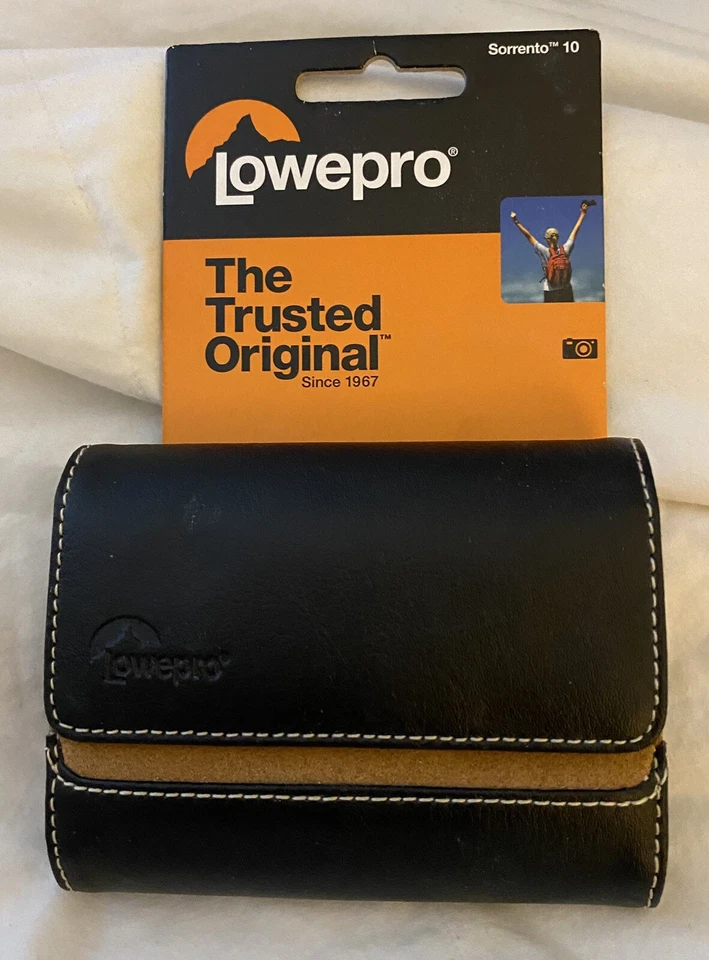 Sorrento™ 10
Lowepro®
The
Trusted
Original™
Since 1967
Lowepro®